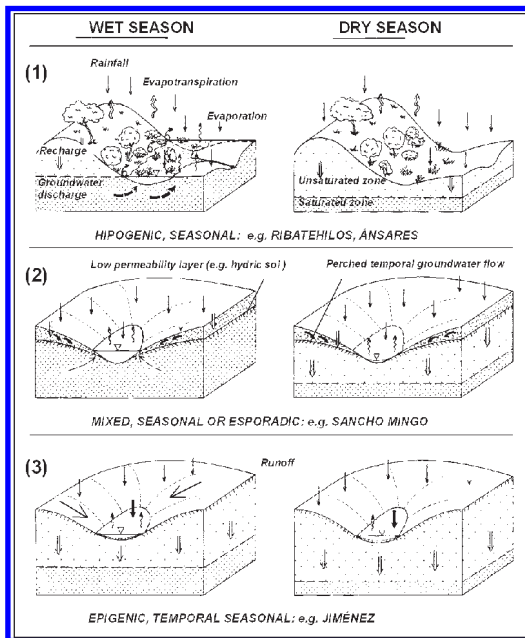 WET SEASON DRY SEASON
(1)
Rainfall
Evapotranspiration
Evaporation
Recharge
Groundwater
discharge
Unsaturated zone
Saturated zone
HIPOGENIC, SEASONAL: e.g. RIBATEHILOS, ÁNSARES
Low permeability layer (e.g. hydric soi ) Perched temporal groundwater flow
(2)
MIXED, SEASONAL OR ESPORADIC: e.g. SANCHO MINGO
(3)
Runoff
EPIGENIC, TEMPORAL SEASONAL: e.g. JIMÉNEZ